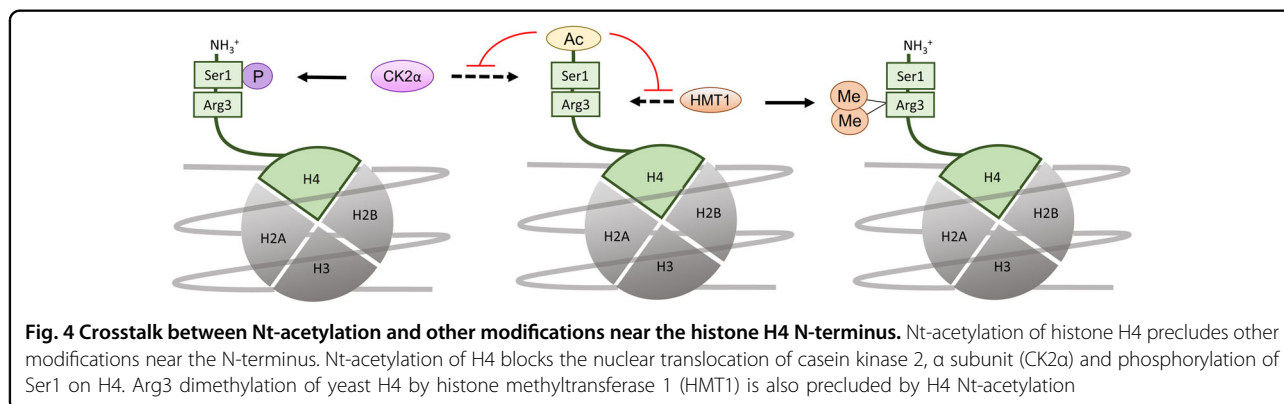 NH3+
Ser1
P
Arg3
CK2α
Ac
Ser1
Arg3
HMT1
NH3+
Ser1
Me
Me
Arg3
H4
H2B
H2A
H3
H4
H2B
H2A
H3
H4
H2B
H2A
H3
Fig. 4 Crosstalk between Nt-acetylation and other modifications near the histone H4 N-terminus. Nt-acetylation of histone H4 precludes other
modifications near the N-terminus. Nt-acetylation of H4 blocks the nuclear translocation of casein kinase 2, α subunit (CK2α) and phosphorylation of
Ser1 on H4. Arg3 dimethylation of yeast H4 by histone methyltransferase 1 (HMT1) is also precluded by H4 Nt-acetylation